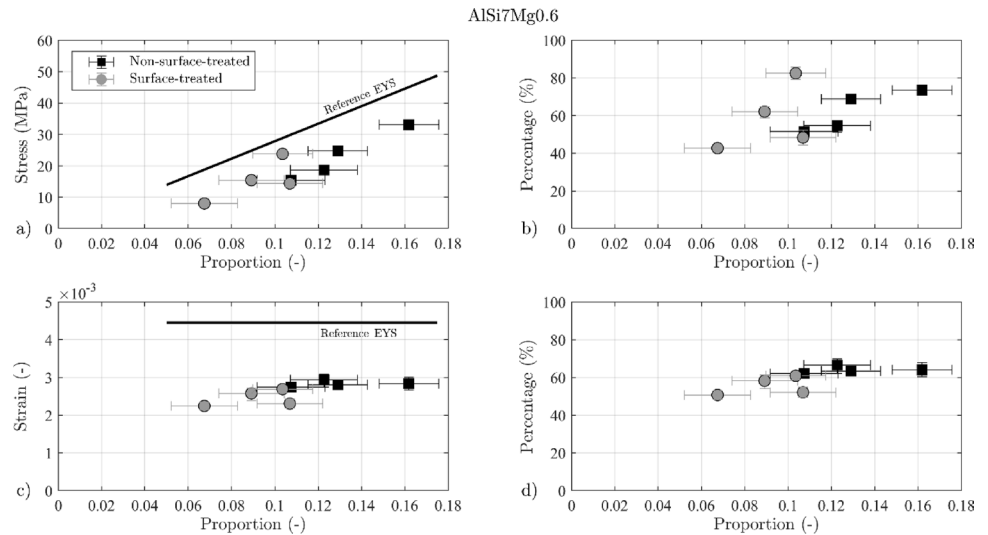 AlSi7Mg0.6
60
50
40
30
20
10
0
Stress (MPa)
Non-surface-treated
Surface-treated
Reference EYS
a)
0 0.02 0.04 0.06 0.08 0.1 0.12 0.14 0.16 0.18
Proportion (-)
100
80
60
40
20
0
Percentage (%)
b)
0 0.02 0.04 0.06 0.08 0.1 0.12 0.14 0.16 0.18
Proportion (-)
×10⁻³
5
4
3
2
1
0
Strain (-)
Reference EYS
c)
0 0.02 0.04 0.06 0.08 0.1 0.12 0.14 0.16 0.18
Proportion (-)
100
80
60
40
20
0
Percentage (%)
d)
0 0.02 0.04 0.06 0.08 0.1 0.12 0.14 0.16 0.18
Proportion (-)